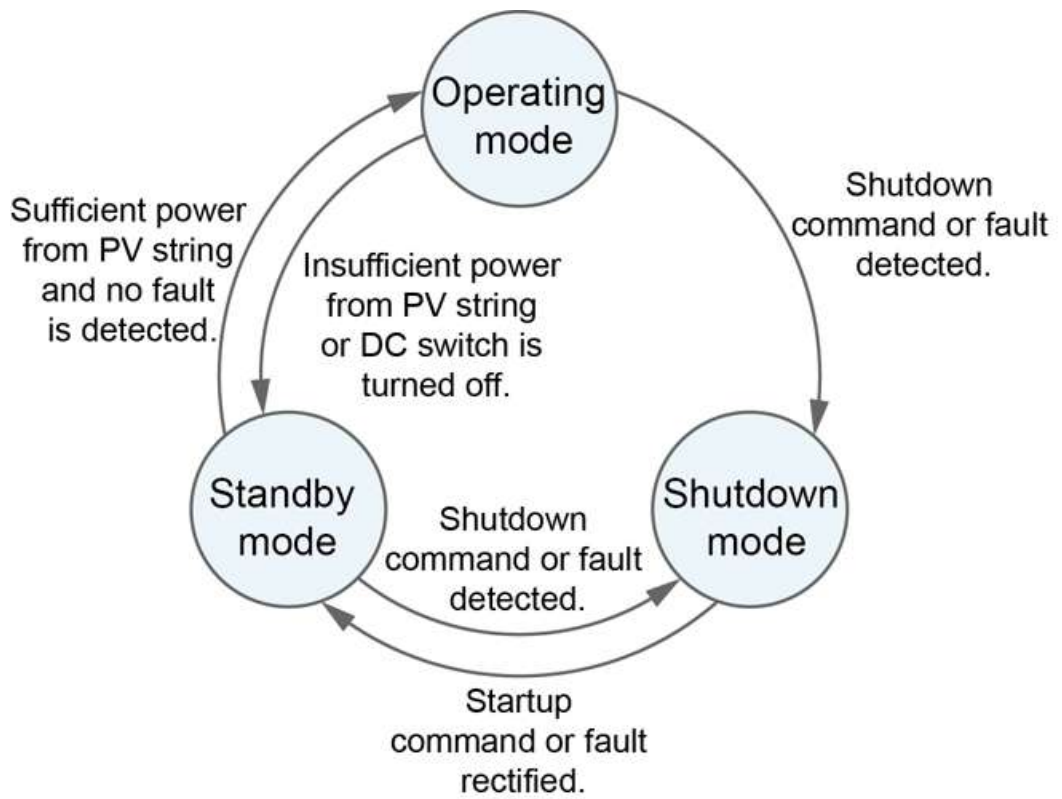 Operating
mode
Shutdown
command or fault
detected.
Sufficient power
from PV string
and no fault
is detected.
Insufficient power
from PV string
or DC switch is
turned off.
Standby
mode
Shutdown
command or fault
detected.
Shutdown
mode
Startup
command or fault
rectified.